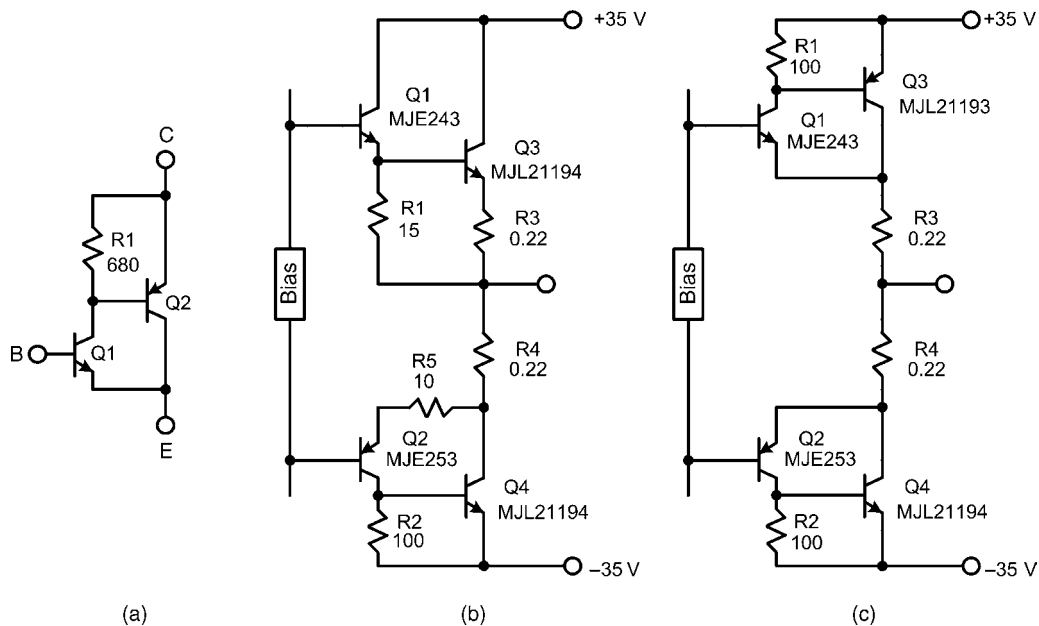 C
R1
680
Q2
B
Q1
E
(a)
+35 V
Q1
MJE243
Q3
MJL21194
R1
15
R3
0.22
Bias
R4
0.22
R5
10
Q2
MJE253
Q4
MJL21194
R2
100
–35 V
(b)
+35 V
R1
100
Q3
MJL21193
Q1
MJE243
R3
0.22
Bias
R4
0.22
Q2
MJE253
Q4
MJL21194
R2
100
–35 V
(c)